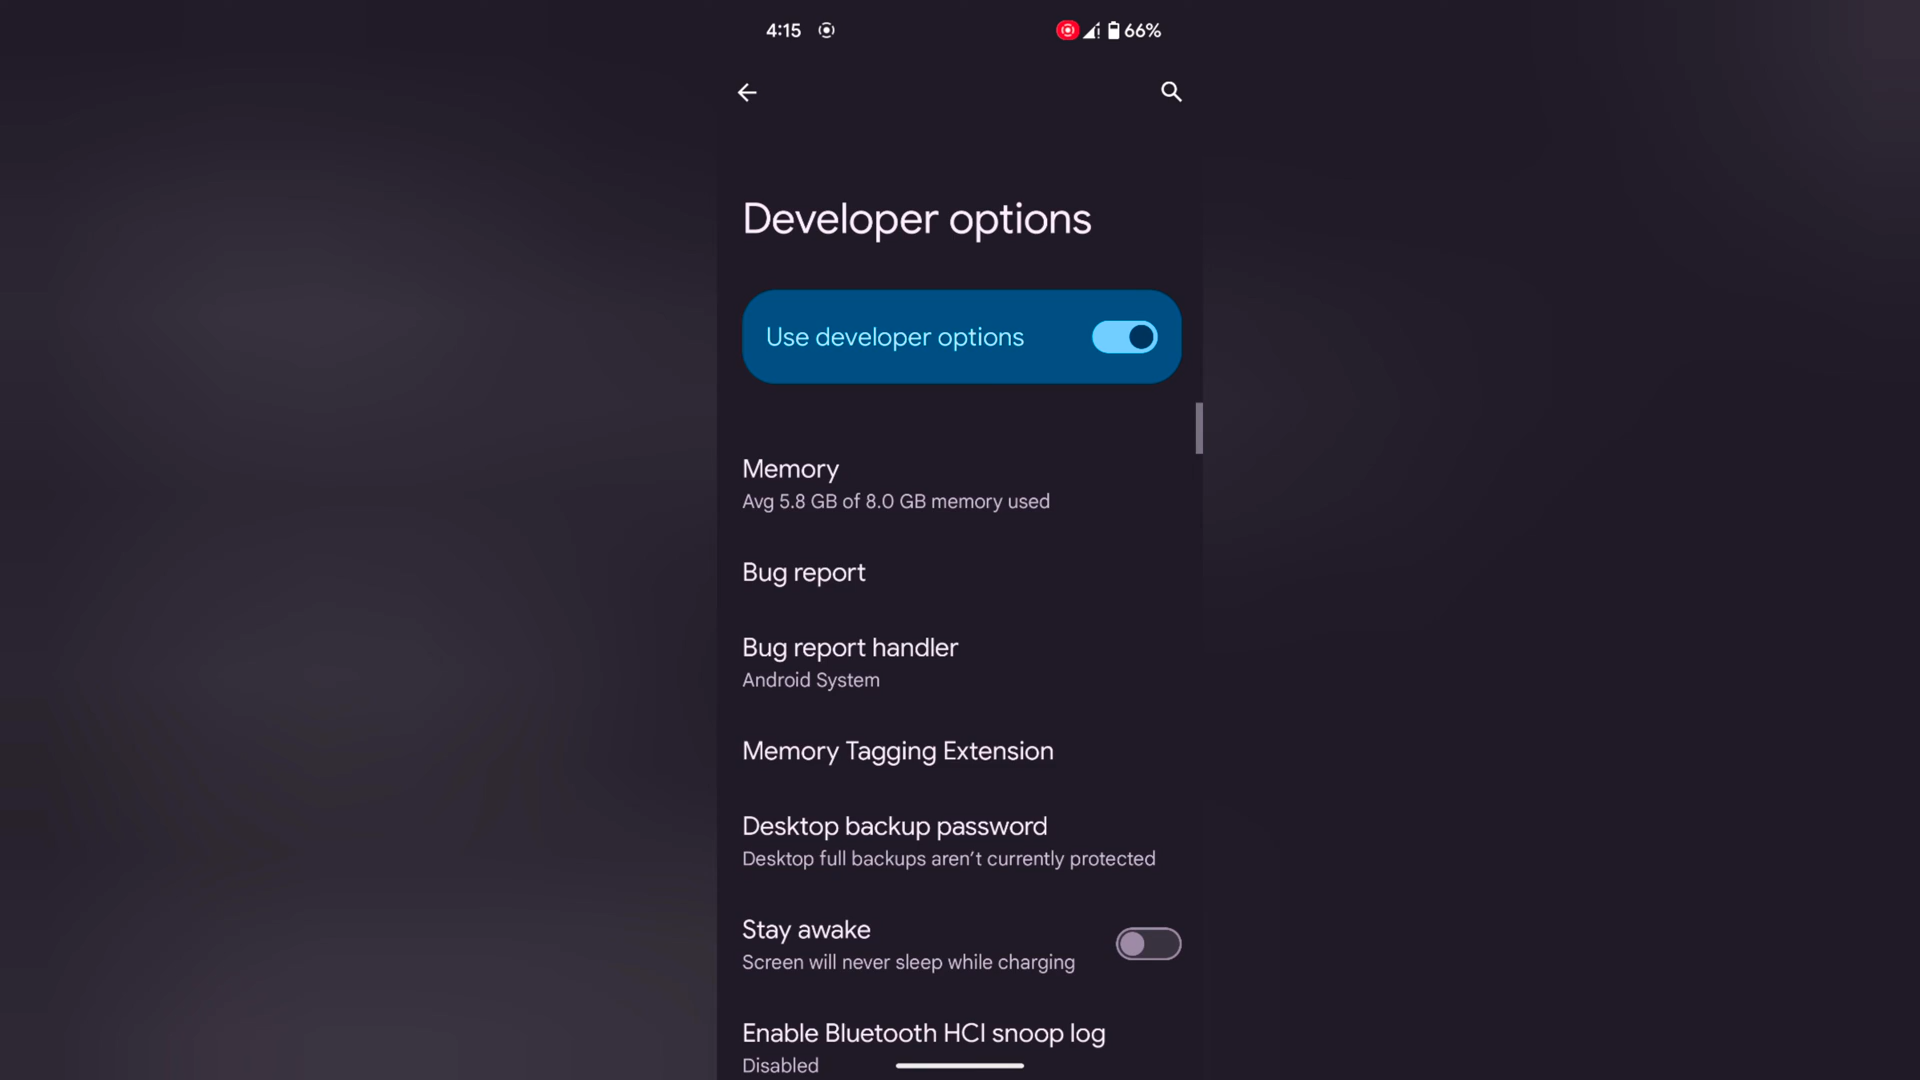 4:15
66%
Developer options
Use developer options
Memory
Avg 5.8 GB of 8.0 GB memory used
Bug report
Bug report handler
Android System
Memory Tagging Extension
Desktop backup password
Desktop full backups aren’t currently protected
Stay awake
Screen will never sleep while charging
Enable Bluetooth HCI snoop log
Disabled